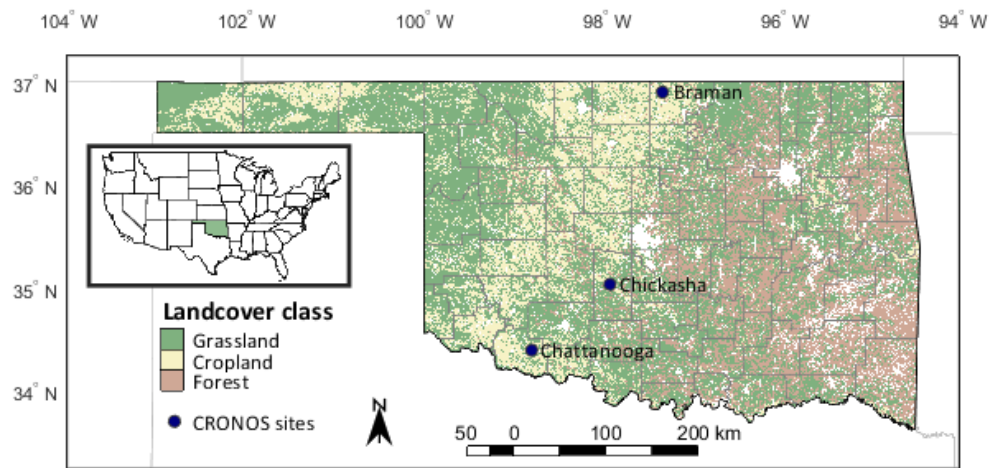 104° W 102° W 100° W 98° W 96° W 94° W
37° N
Braman
36° N
35° N
Chickasha
Landcover class
Grassland
Chattanooga
Cropland
Forest
34° N
N
CRONOS sites
50 0 100 200 km